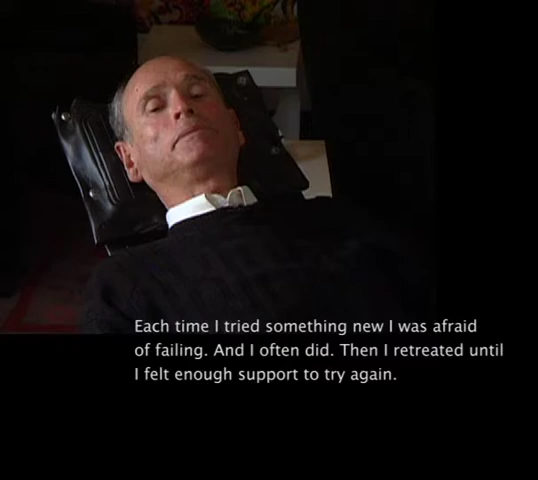 Each time I tried something new I was afraid
of failing. And I often did. Then I retreated until
I felt enough support to try again.